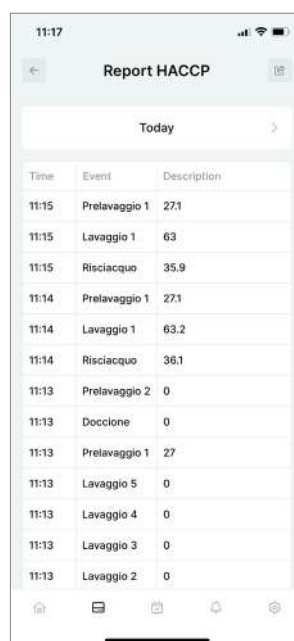 11:17
Report HACCP
Today
Time Event Description
11:15 Prelavaggio 1 27.1
11:15 Lavaggio 1 63
11:15 Risciacquo 35.9
11:14 Prelavaggio 1 27.1
11:14 Lavaggio 1 63.2
11:14 Risciacquo 36.1
11:13 Prelavaggio 2 0
11:13 Doccione 0
11:13 Prelavaggio 1 27
11:13 Lavaggio 5 0
11:13 Lavaggio 4 0
11:13 Lavaggio 3 0
11:13 Lavaggio 2 0